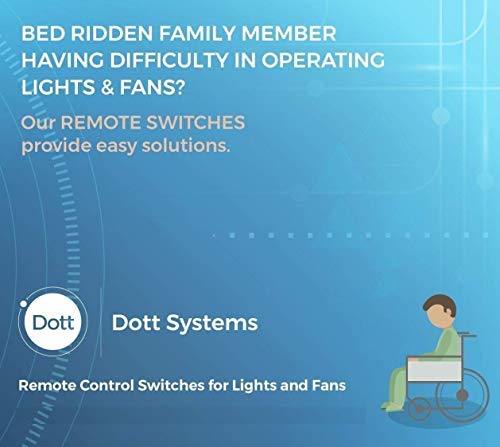 BED RIDDEN FAMILY MEMBER
HAVING DIFFICULTY IN OPERATING
LIGHTS & FANS?
Our REMOTE SWITCHES
provide easy solutions.
Dott
Dott Systems
Remote Control Switches for Lights and Fans